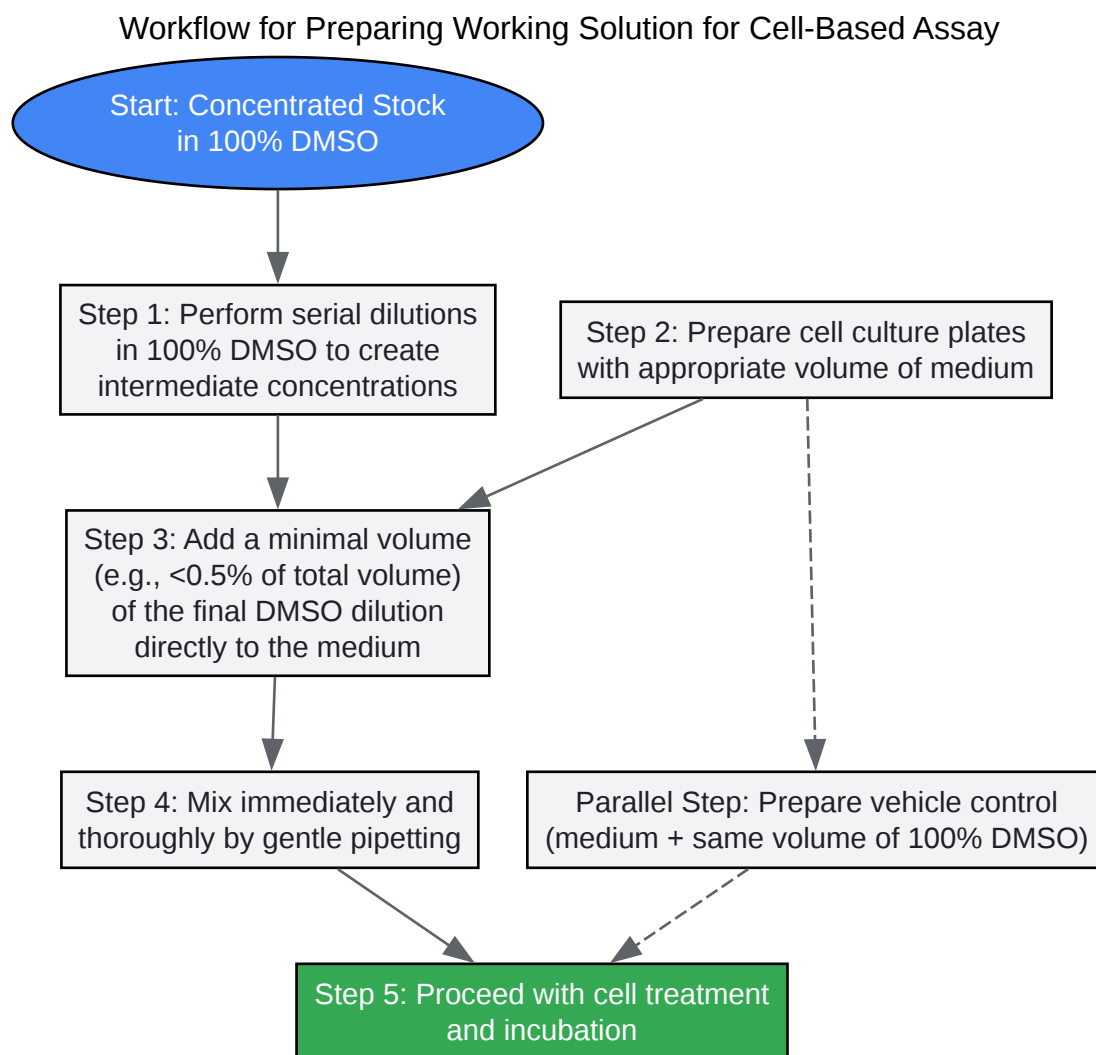 Workflow for Preparing Working Solution for Cell-Based Assay
Start: Concentrated Stock
in 100% DMSO
Step 1: Perform serial dilutions
in 100% DMSO to create
intermediate concentrations
Step 2: Prepare cell culture plates
with appropriate volume of medium
Step 3: Add a minimal volume
(e.g., <0.5% of total volume)
of the final DMSO dilution
directly to the medium
Step 4: Mix immediately and
thoroughly by gentle pipetting
Parallel Step: Prepare vehicle control
(medium + same volume of 100% DMSO)
Step 5: Proceed with cell treatment
and incubation